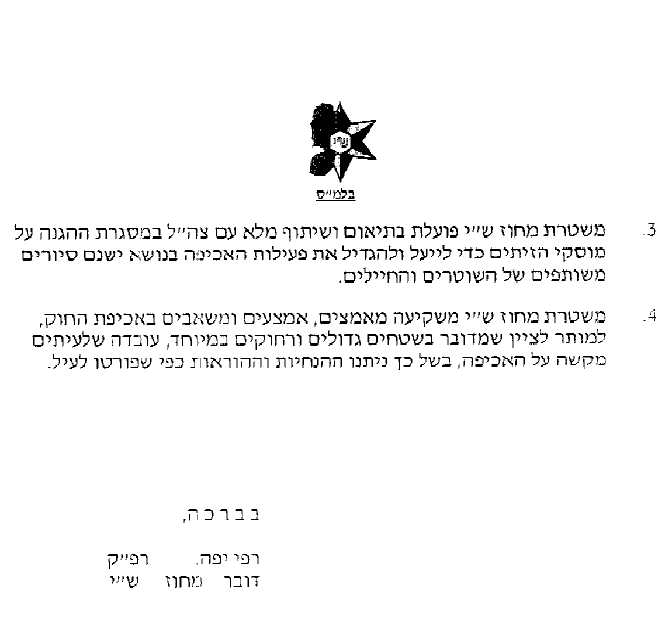 ש"י
בלמ"ס
3. משטרת מחוז ש"י פועלת בתיאום ושיתוף מלא עם צה"ל במסגרת ההגנה על
מוסקי הזיתים כדי לייעל ולהגדיל את פעילות האכיפה בנושא ישנם סיורים
משותפים של השוטרים והחיילים.
4. משטרת מחוז ש"י משקיעה מאמצים, אמצעים ומשאבים באכיפת החוק,
למותר לציין שמדובר בשטחים גדולים ורחוקים במיוחד, עובדה שלעיתים
מקשה על האכיפה, בשל כך ניתנו ההנחיות וההוראות כפי שפורטו לעיל.
בברכה,
רפי יפה. רפ"ק
דובר מחוז ש"י